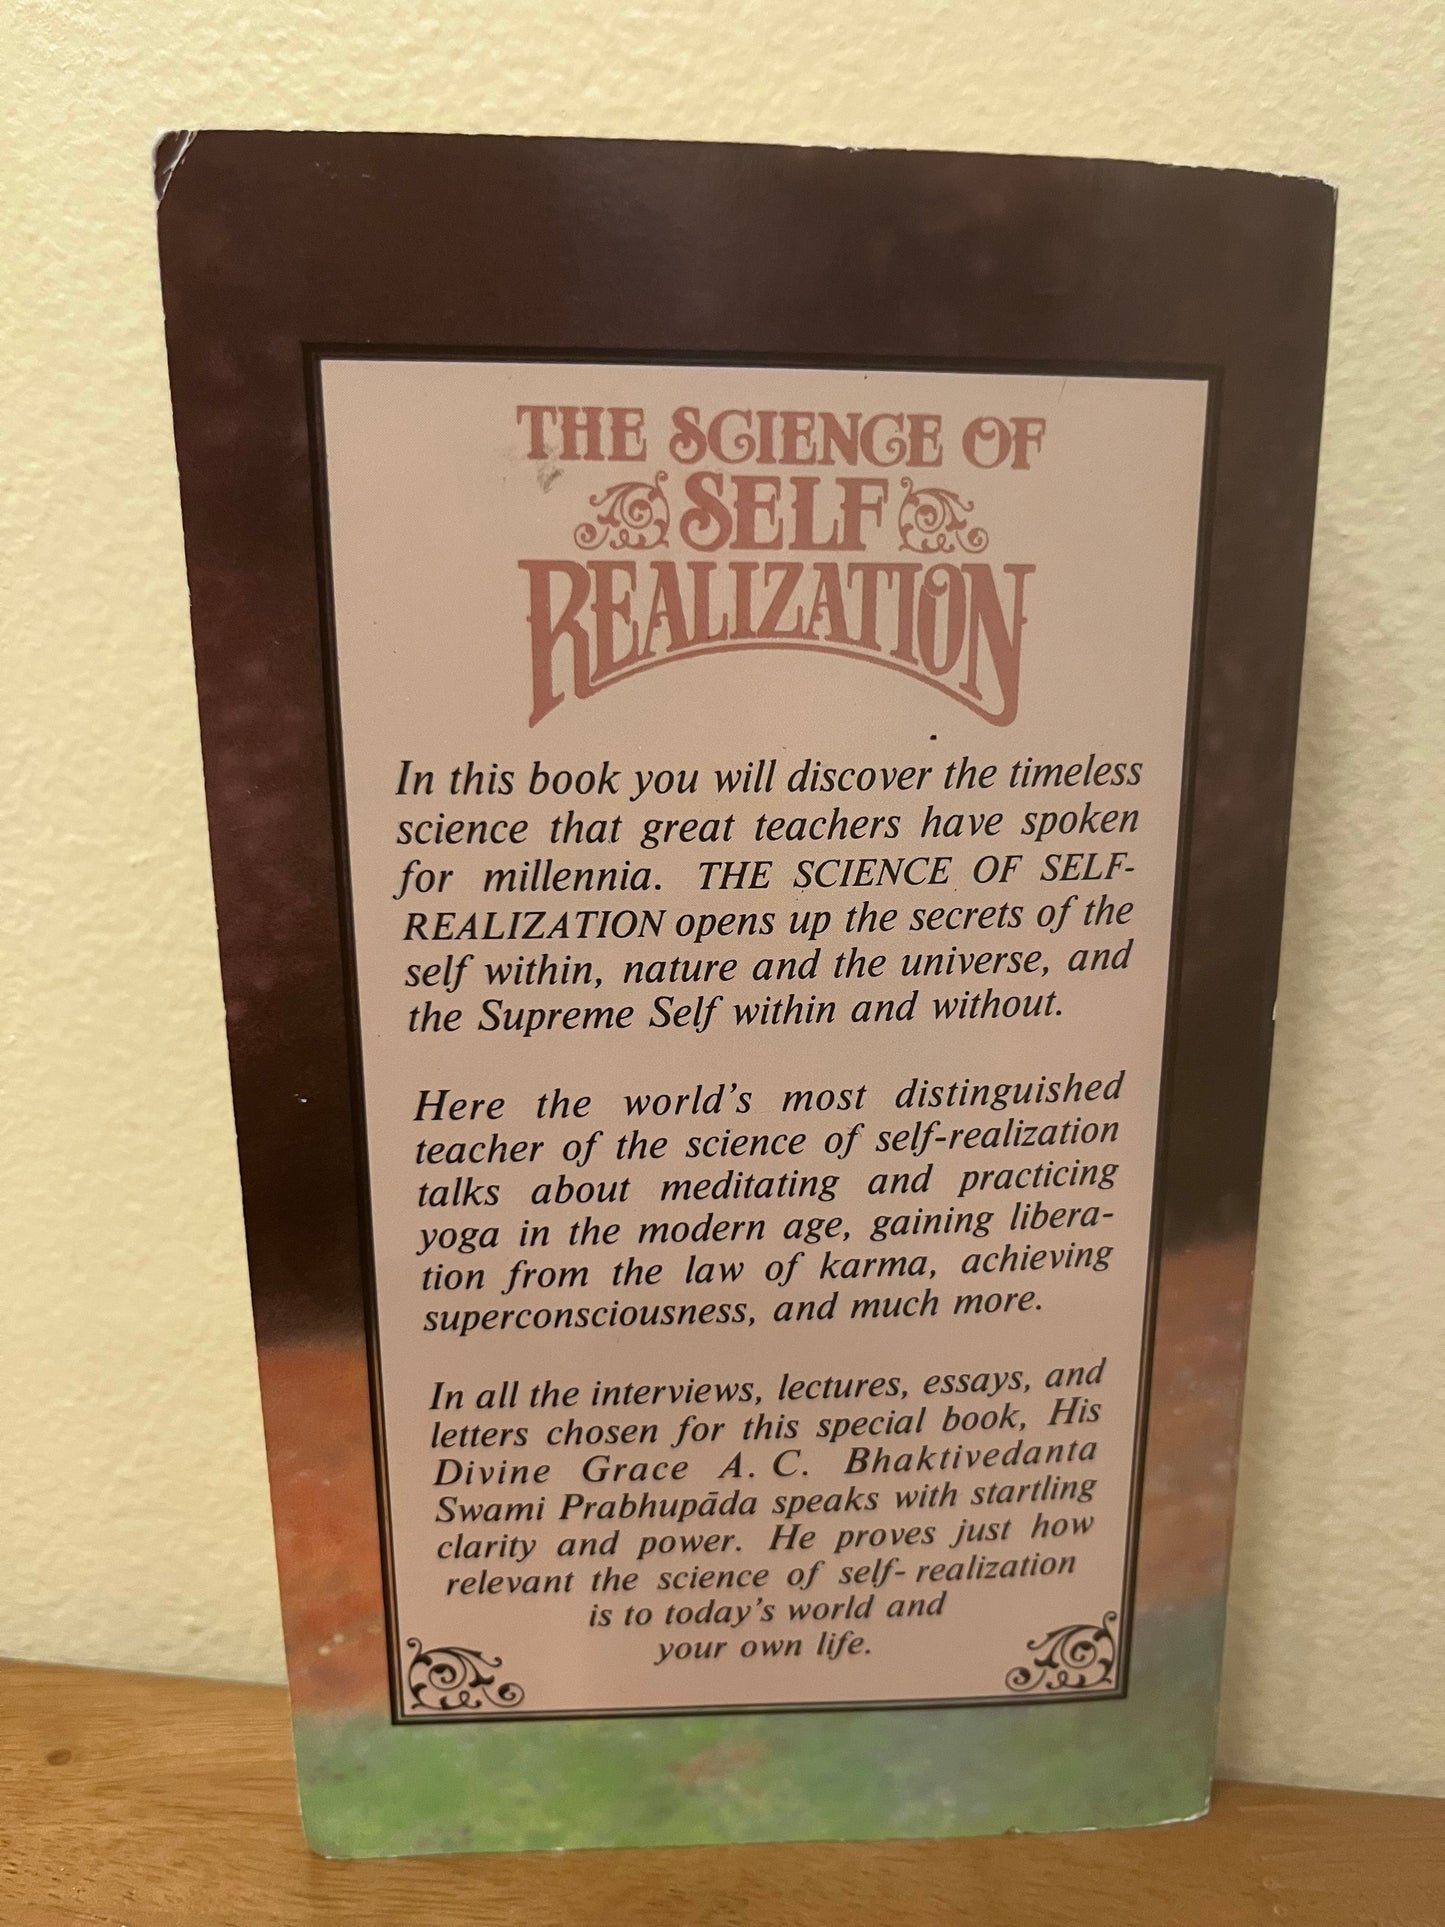 THE SCIENCE OF
SELF
REALIZATION
In this book you will discover the timeless
science that great teachers have spoken
for millennia. THE SCIENCE OF SELF-
REALIZATION opens up the secrets of the
self within, nature and the universe, and
the Supreme Self within and without.
Here the world's most distinguished
teacher of the science of self-realization
talks about meditating and practicing
yoga in the modern age, gaining libera-
tion from the law of karma, achieving
superconsciousness, and much more.
In all the interviews, lectures, essays, and
letters chosen for this special book, His
Divine Grace A. C. Bhaktivedanta
Swami Prabhupāda speaks with startling
clarity and power. He proves just how
relevant the science of self- realization
is to today's world and
your own life.